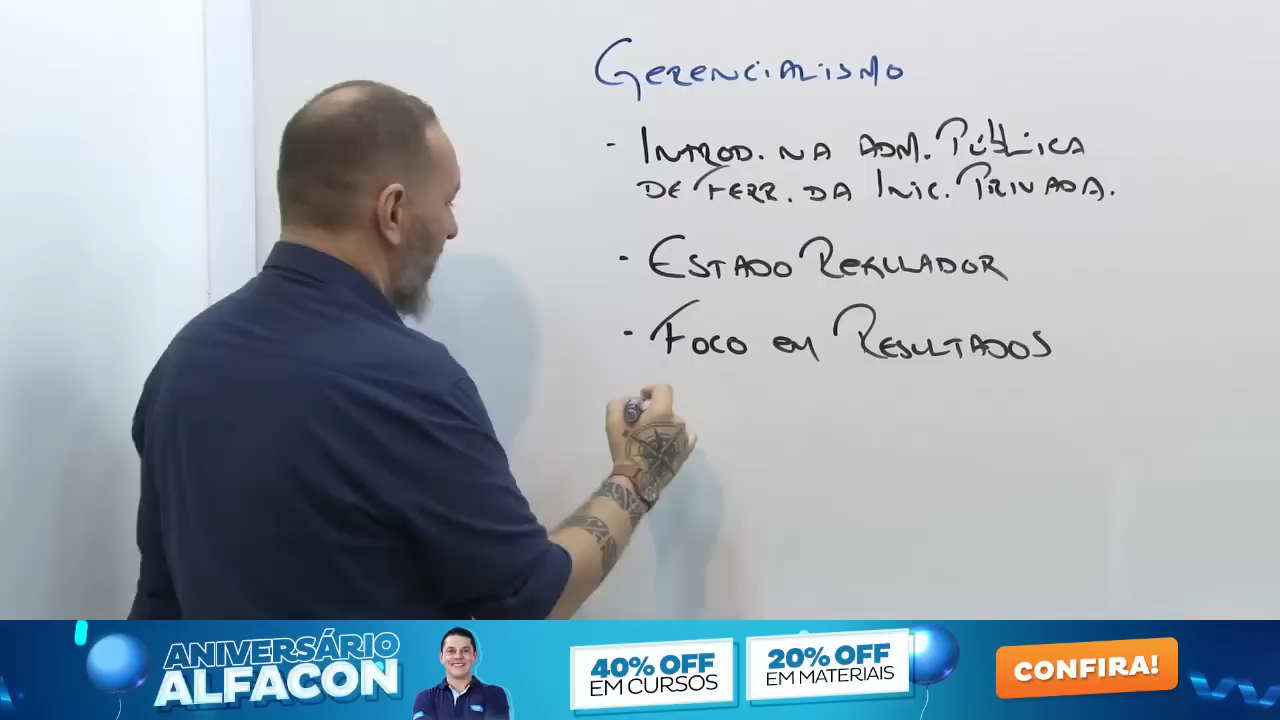 GERENCIALISMO
· INTROD. NA ADM. PÚBLICA
DE FERR. DA INIC. PRIVADA.
· ESTADO REGULADOR
· FOCO EM RESULTADOS
ANIVERSÁRIO
ALFACON
40% OFF
EM CURSOS
20% OFF
EM MATERIAIS
CONFIRA!